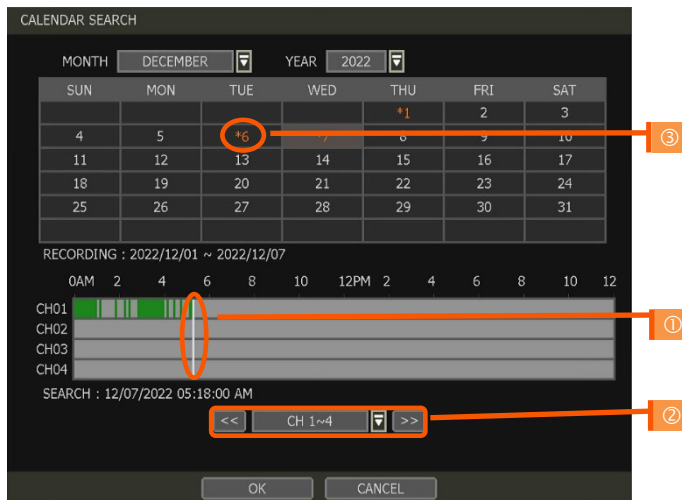 CALENDAR SEARCH
MONTH DECEMBER YEAR 2022
SUN MON TUE WED THU FRI SAT
*1 2 3
4 5 *6 *7 8 9 10
③
11 12 13 14 15 16 17
18 19 20 21 22 23 24
25 26 27 28 29 30 31
RECORDING : 2022/12/01 ~ 2022/12/07
0AM 2 4 6 8 10 12PM 2 4 6 8 10 12
CH01
①
CH02
CH03
CH04
SEARCH : 12/07/2022 05:18:00 AM
<< CH 1~4 >>
②
OK CANCEL